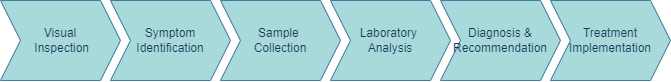 Visual
Inspection
Symptom
Identification
Sample
Collection
Laboratory
Analysis
Diagnosis &
Recommendation
Treatment
Implementation